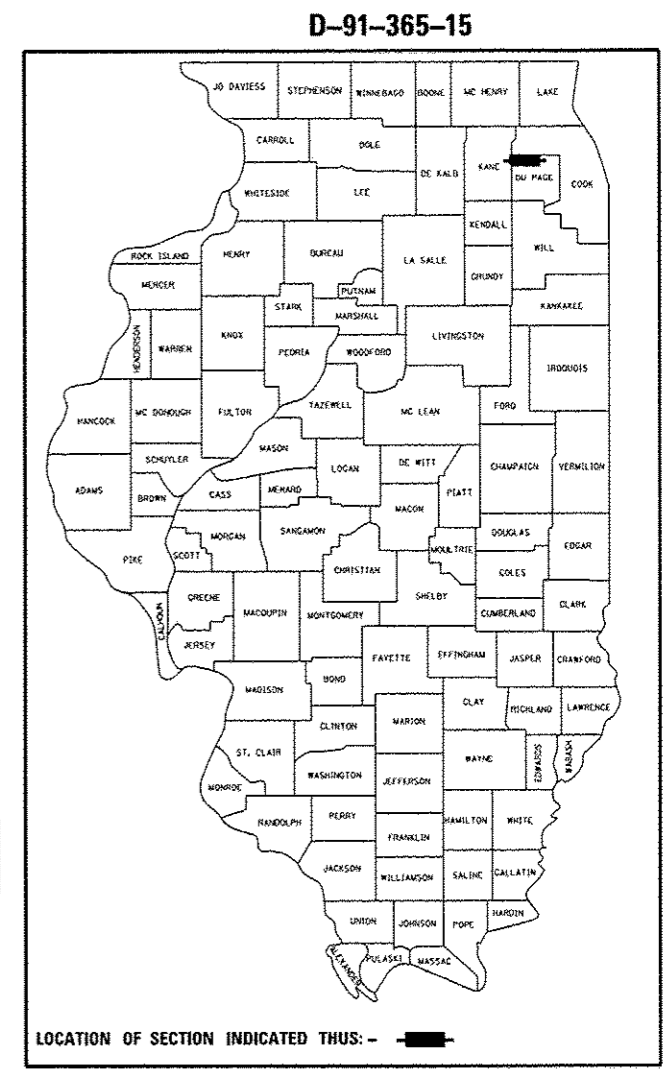 D–91–365–15
JO DAVIESS STEPHENSON WINNEBAGO BOONE MC HENRY LAKE
CARROLL OGLE DE KALB KANE DU PAGE COOK
WHITESIDE LEE
KENDALL WILL
ROCK ISLAND HENRY BUREAU LA SALLE GRUNDY
MERCER PUTNAM KANKAKEE
STARK MARSHALL LIVINGSTON
HENDERSON WARREN KNOX PEORIA WOODFORD IROQUOIS
HANCOCK MC DONOUGH FULTON TAZEWELL MC LEAN FORD
MASON
SCHUYLER LOGAN DE WITT CHAMPAIGN VERMILION
ADAMS BROWN CASS MENARD PIATT
MACON
MORGAN SANGAMON DOUGLAS
PIKE SCOTT CHRISTIAN MOULTRIE COLES EDGAR
GREENE SHELBY
CALHOUN MACOUPIN MONTGOMERY CUMBERLAND CLARK
JERSEY FAYETTE EFFINGHAM JASPER CRAWFORD
MADISON BOND
CLAY RICHLAND LAWRENCE
CLINTON MARION
ST. CLAIR WAYNE EDWARDS WABASH
WASHINGTON JEFFERSON
MONROE
RANDOLPH PERRY HAMILTON WHITE
FRANKLIN
JACKSON WILLIAMSON SALINE GALLATIN
UNION JOHNSON POPE HARDIN
ALEXANDER PULASKI MASSAC
LOCATION OF SECTION INDICATED THUS: –